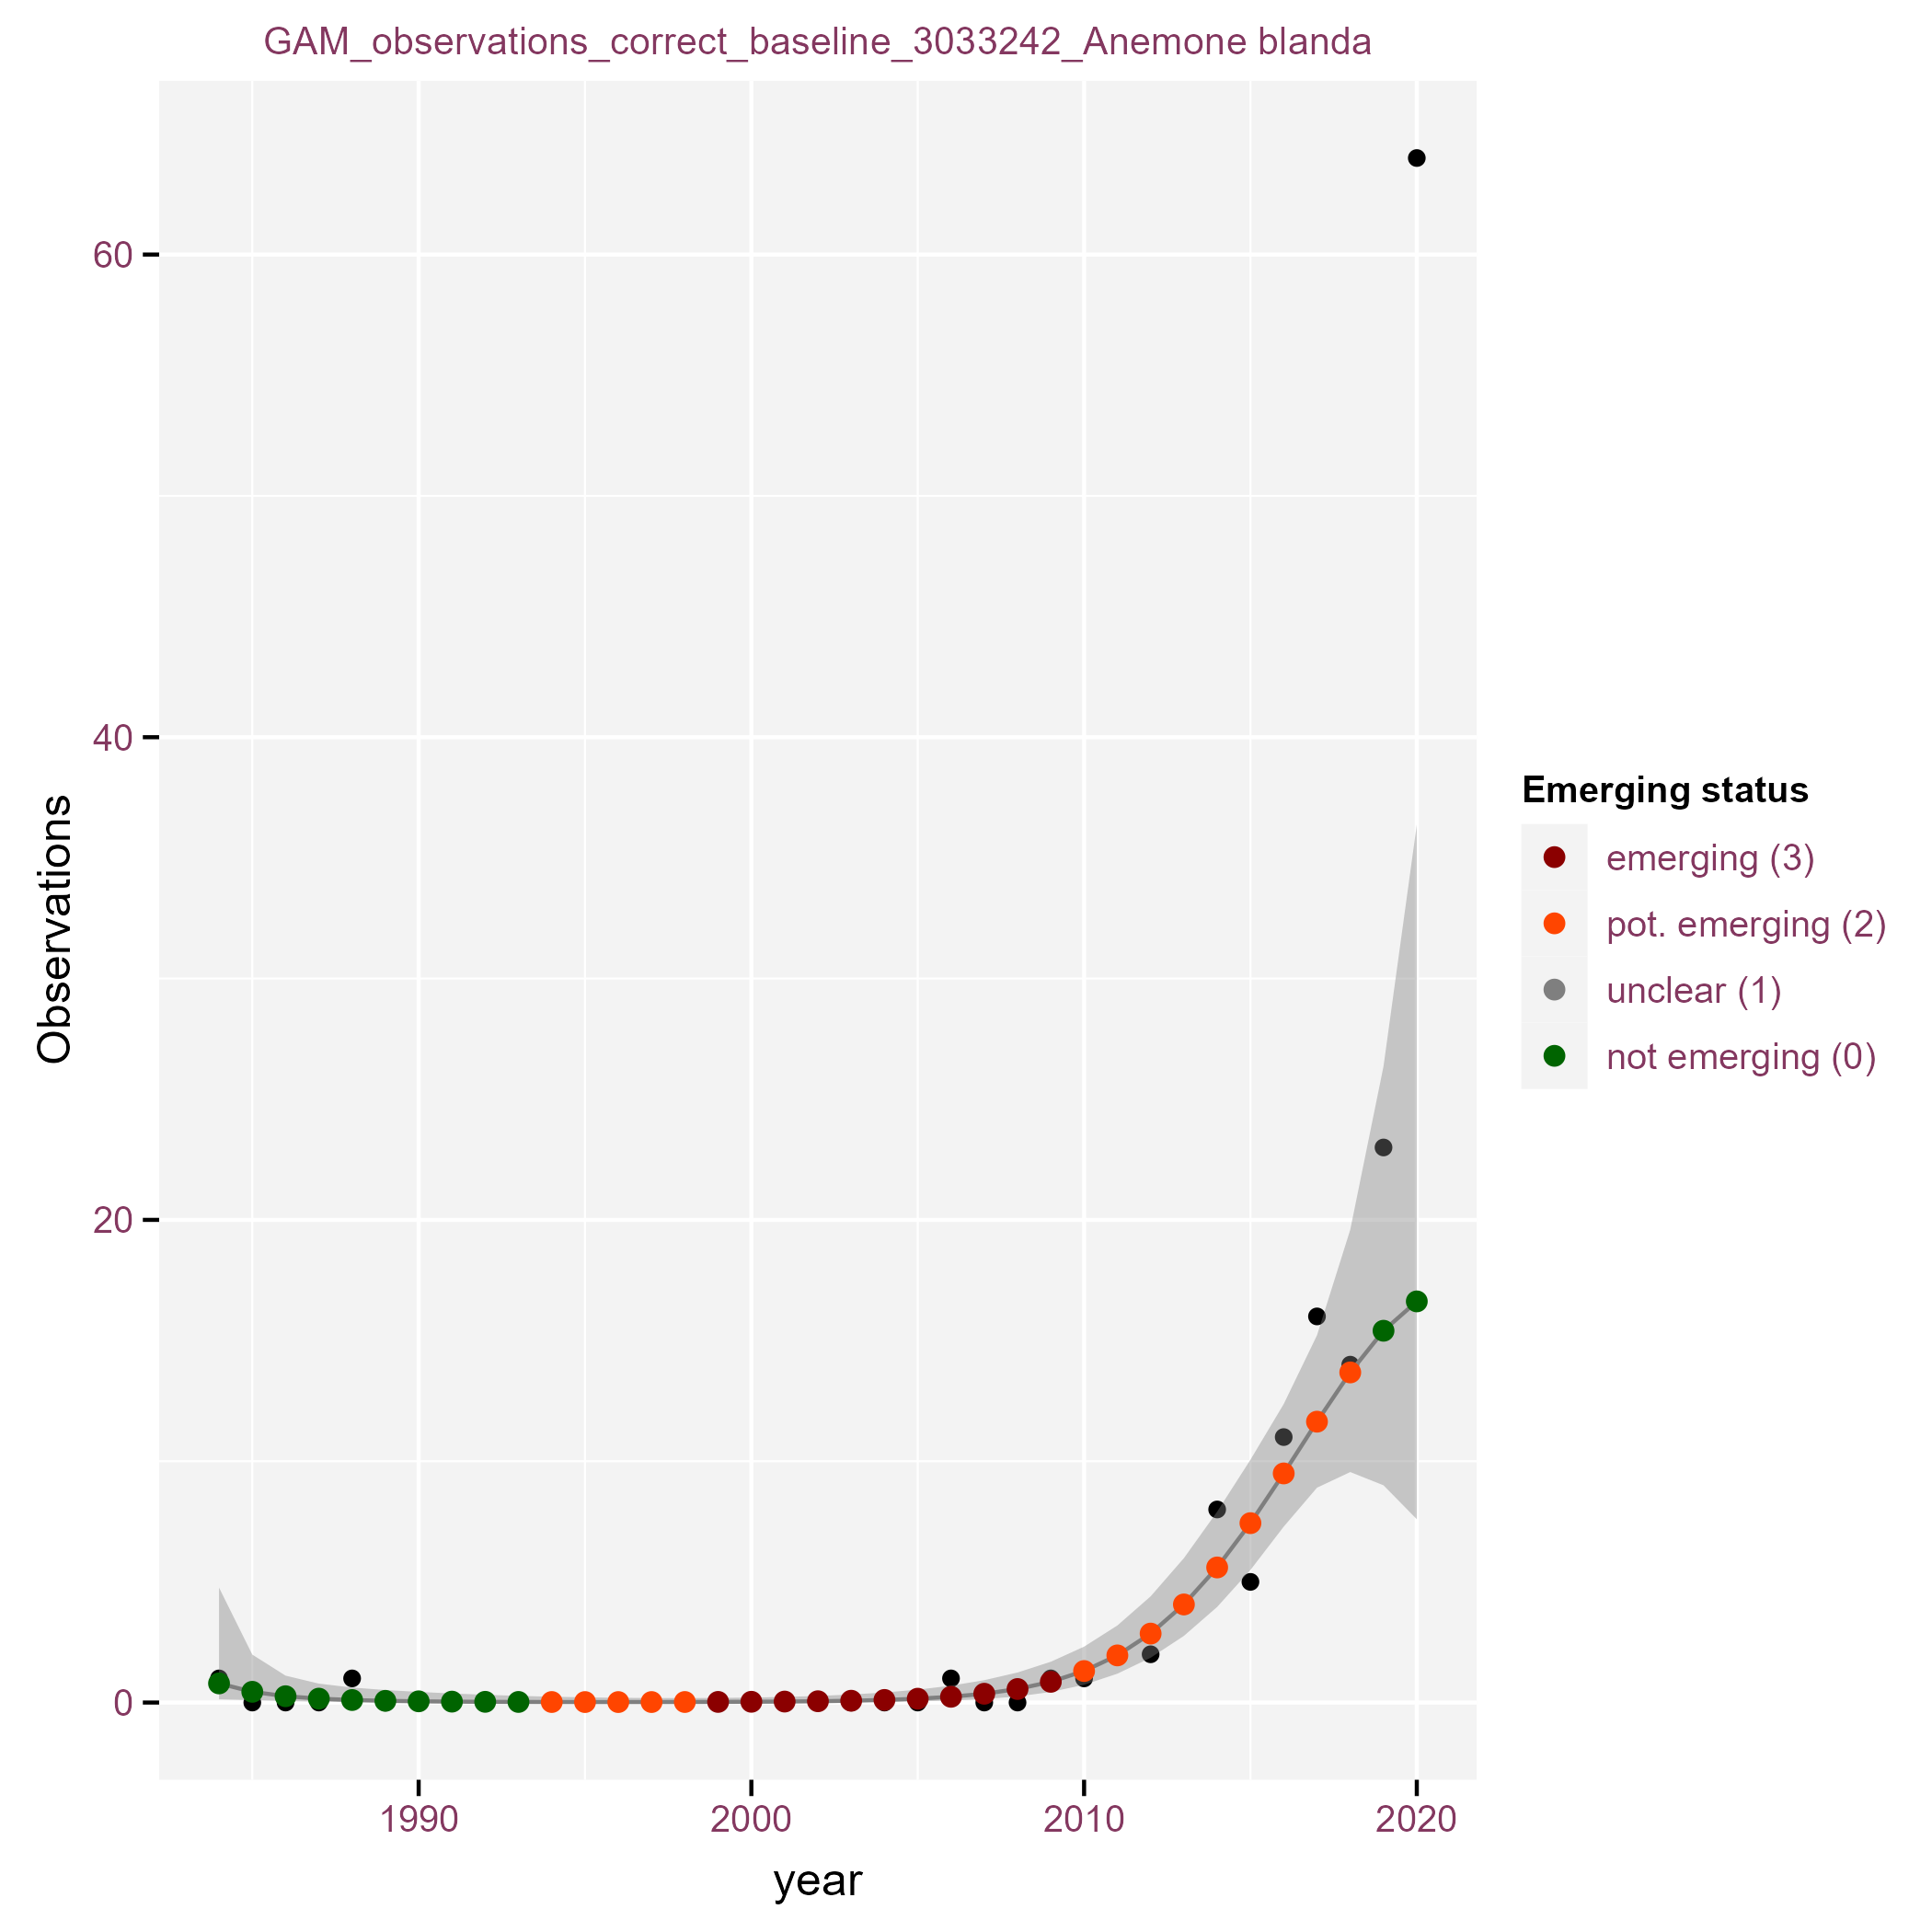 GAM_observations_correct_baseline_3033242_Anemone blanda
60
40
20
0
Observations
1990 2000 2010 2020
year
Emerging status
emerging (3)
pot. emerging (2)
unclear (1)
not emerging (0)